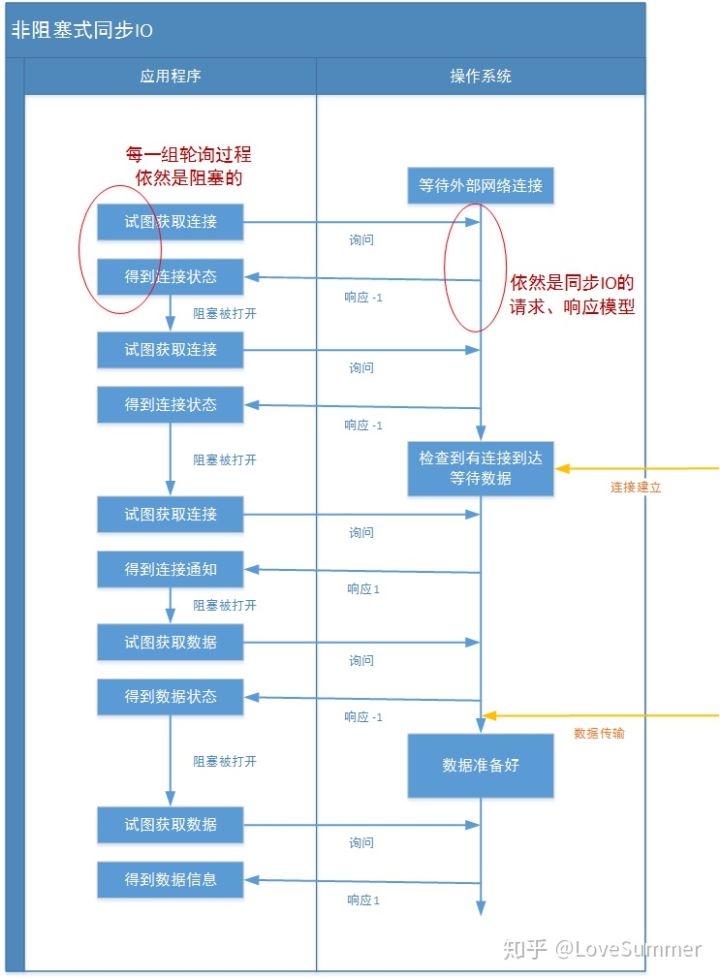 非阻塞式同步IO
应用程序
操作系统
每一组轮询过程
依然是阻塞的
等待外部网络连接
试图获取连接
询问
得到连接状态
响应 -1
依然是同步IO的
请求、响应模型
阻塞被打开
试图获取连接
询问
得到连接状态
响应 -1
阻塞被打开
检查到有连接到达
等待数据
连接建立
试图获取连接
询问
得到连接通知
响应1
阻塞被打开
试图获取数据
询问
得到数据状态
响应 -1
数据传输
阻塞被打开
数据准备好
试图获取数据
询问
得到数据信息
响应1
知乎 @LoveSummer